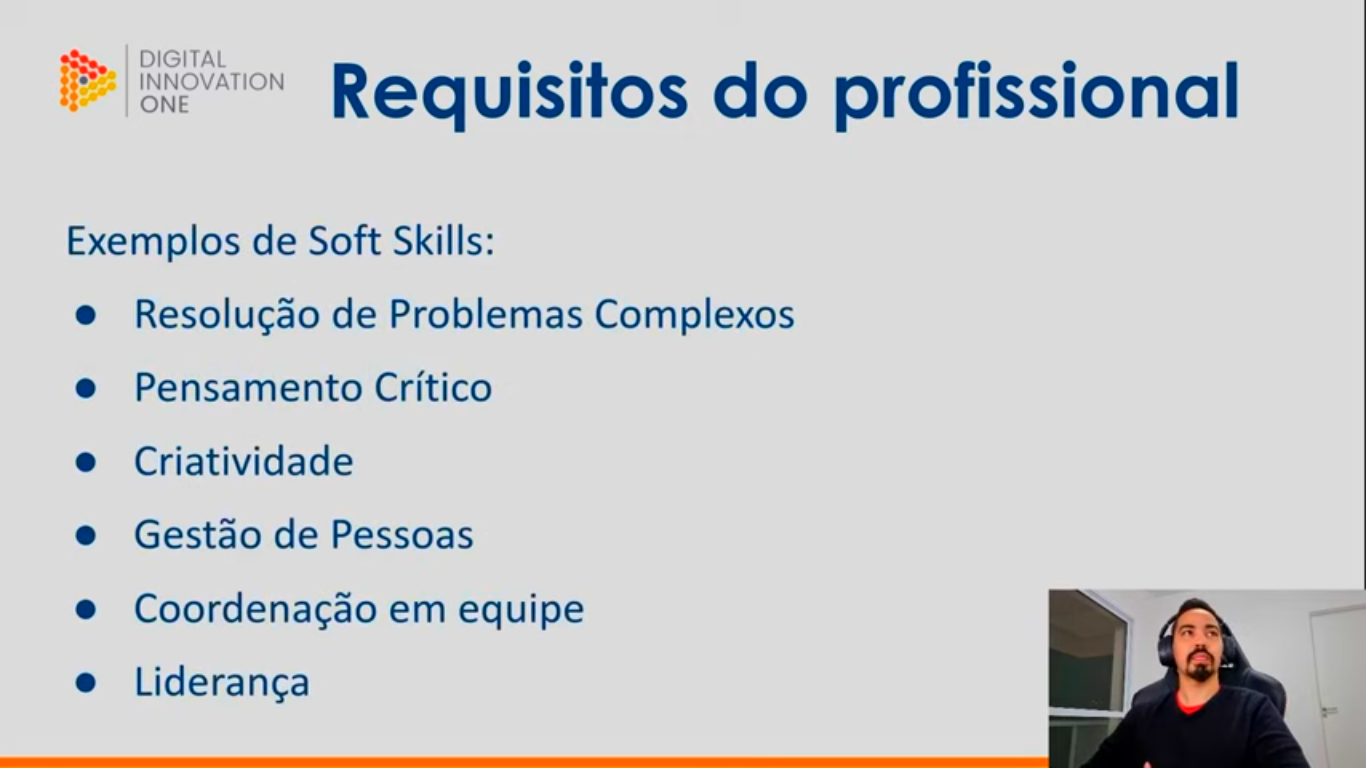 DIGITAL
INNOVATION
ONE
Requisitos do profissional
Exemplos de Soft Skills:
● Resolução de Problemas Complexos
● Pensamento Crítico
● Criatividade
● Gestão de Pessoas
● Coordenação em equipe
● Liderança